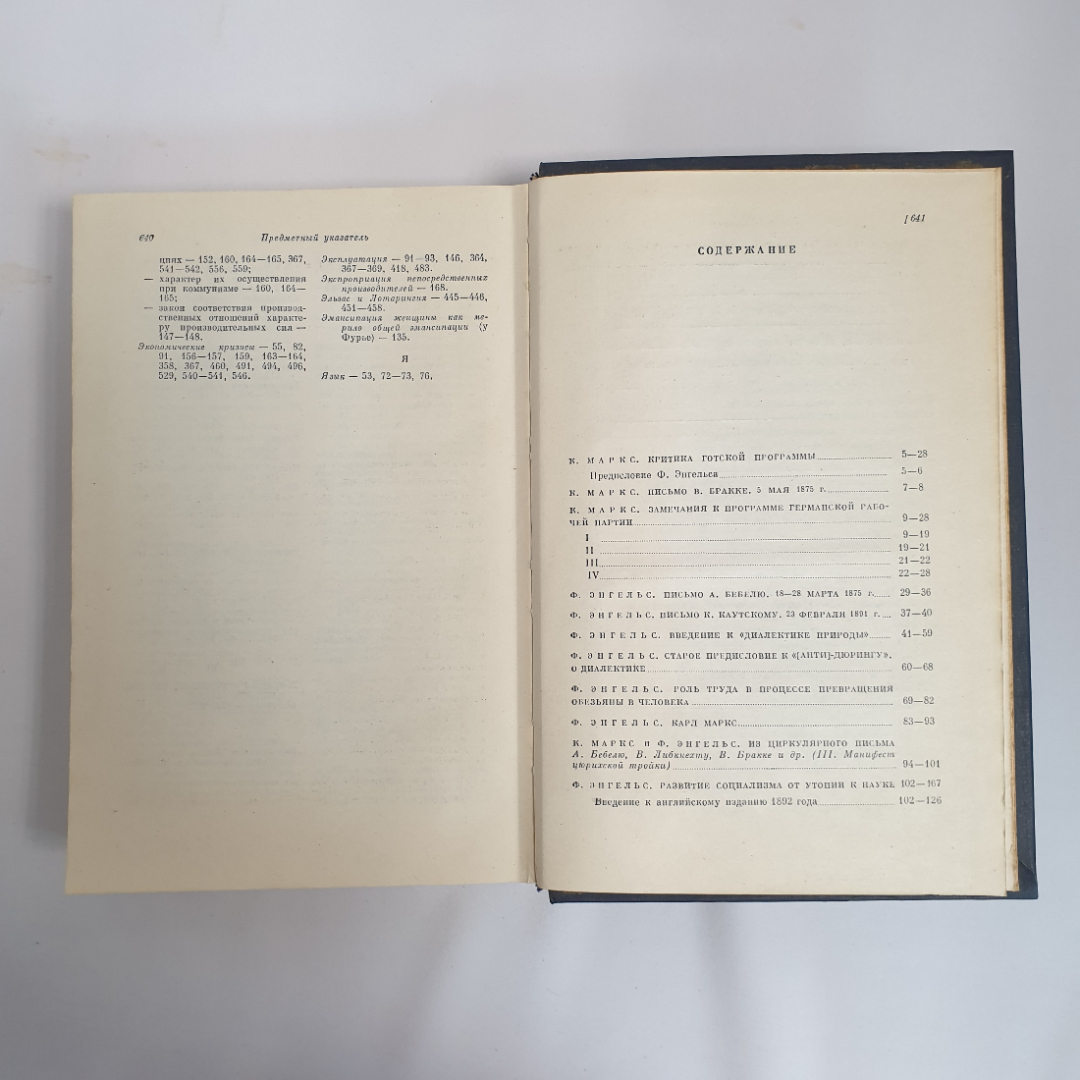 640
Предметный указатель
циях — 152, 160, 164—165, 367,
541—542, 556, 559;
— характер их осуществления
при коммунизме — 160, 164—
165;
— закон соответствия производ-
ственных отношений характе-
ру производительных сил —
147—148.
Экономические кризисы — 55, 82,
91, 156—157, 159, 163—164,
358, 367, 460, 491, 494, 496,
529, 540—541, 546.
Эксплуатация — 91—93, 146, 364,
367—369, 418, 483.
Экспроприация непосредственных
производителей — 168.
Эльзас и Лотарингия — 445—446,
451—458.
Эмансипация женщины как ме-
рило общей эмансипации (у
Фурье) — 135.
Я
Язык — 53, 72—73, 76,
[ 641
СОДЕРЖАНИЕ
К. МАРКС. КРИТИКА ГОТСКОЙ ПРОГРАММЫ 5—28
Предисловие Ф. Энгельса 5—6
К. МАРКС. ПИСЬМО В. БРАККЕ. 5 МАЯ 1875 г. 7—8
К. МАРКС. ЗАМЕЧАНИЯ К ПРОГРАММЕ ГЕРМАНСКОЙ РАБО-
ЧЕЙ ПАРТИИ 9—28
I 9—19
II 19—21
III 21—22
IV 22—28
Ф. ЭНГЕЛЬС. ПИСЬМО А. БЕБЕЛЮ. 18—28 МАРТА 1875 г. 29—36
Ф. ЭНГЕЛЬС. ПИСЬМО К. КАУТСКОМУ. 23 ФЕВРАЛЯ 1891 г. 37—40
Ф. ЭНГЕЛЬС. ВВЕДЕНИЕ К «ДИАЛЕКТИКЕ ПРИРОДЫ» 41—59
Ф. ЭНГЕЛЬС. СТАРОЕ ПРЕДИСЛОВИЕ К «[АНТИ]-ДЮРИНГУ».
О ДИАЛЕКТИКЕ 60—68
Ф. ЭНГЕЛЬС. РОЛЬ ТРУДА В ПРОЦЕССЕ ПРЕВРАЩЕНИЯ
ОБЕЗЬЯНЫ В ЧЕЛОВЕКА 69—82
Ф. ЭНГЕЛЬС. КАРЛ МАРКС 83—93
К. МАРКС и Ф. ЭНГЕЛЬС. ИЗ ЦИРКУЛЯРНОГО ПИСЬМА
А. Бебелю, В. Либкнехту, В. Бракке и др. (III. Манифест
цюрихской тройки) 94—101
Ф. ЭНГЕЛЬС. РАЗВИТИЕ СОЦИАЛИЗМА ОТ УТОПИИ К НАУКЕ 102—167
Введение к английскому изданию 1892 года 102—126